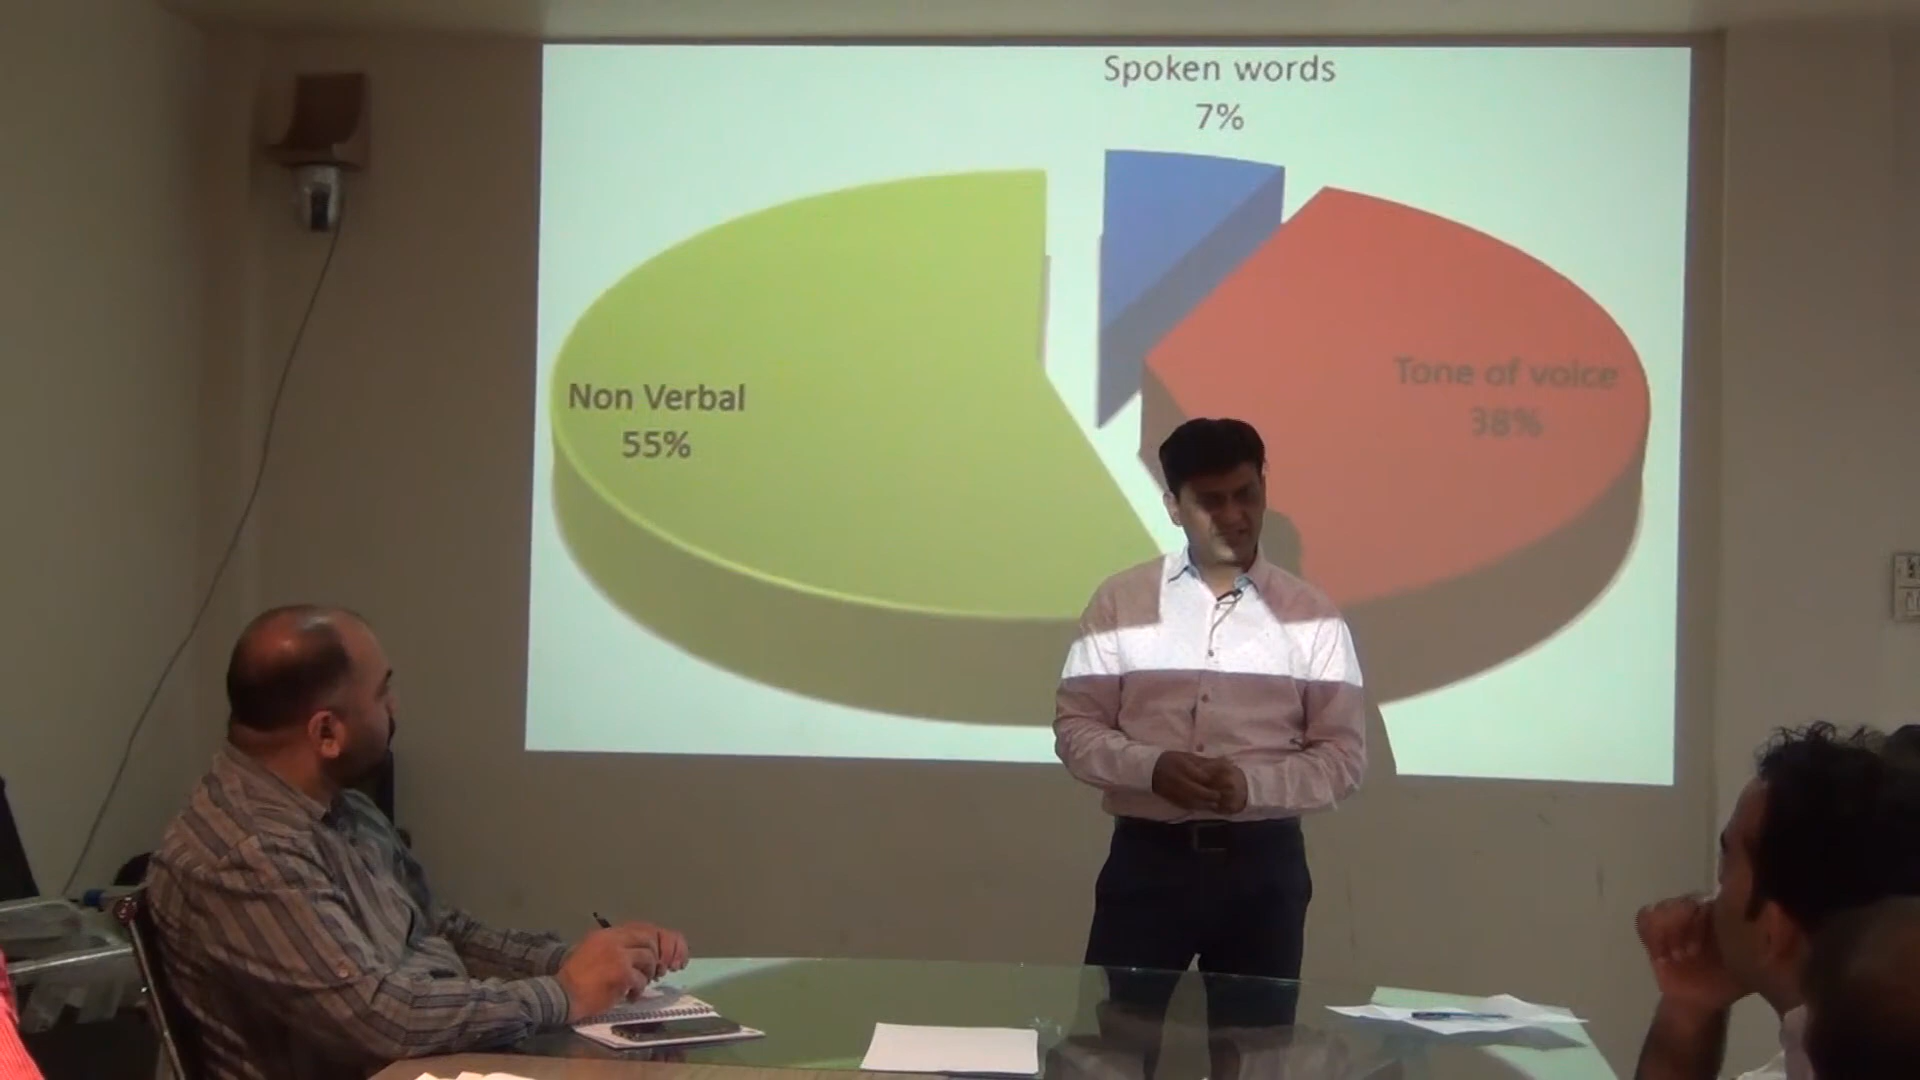 Spoken words
7%
Non Verbal
55%
Tone of voice
38%